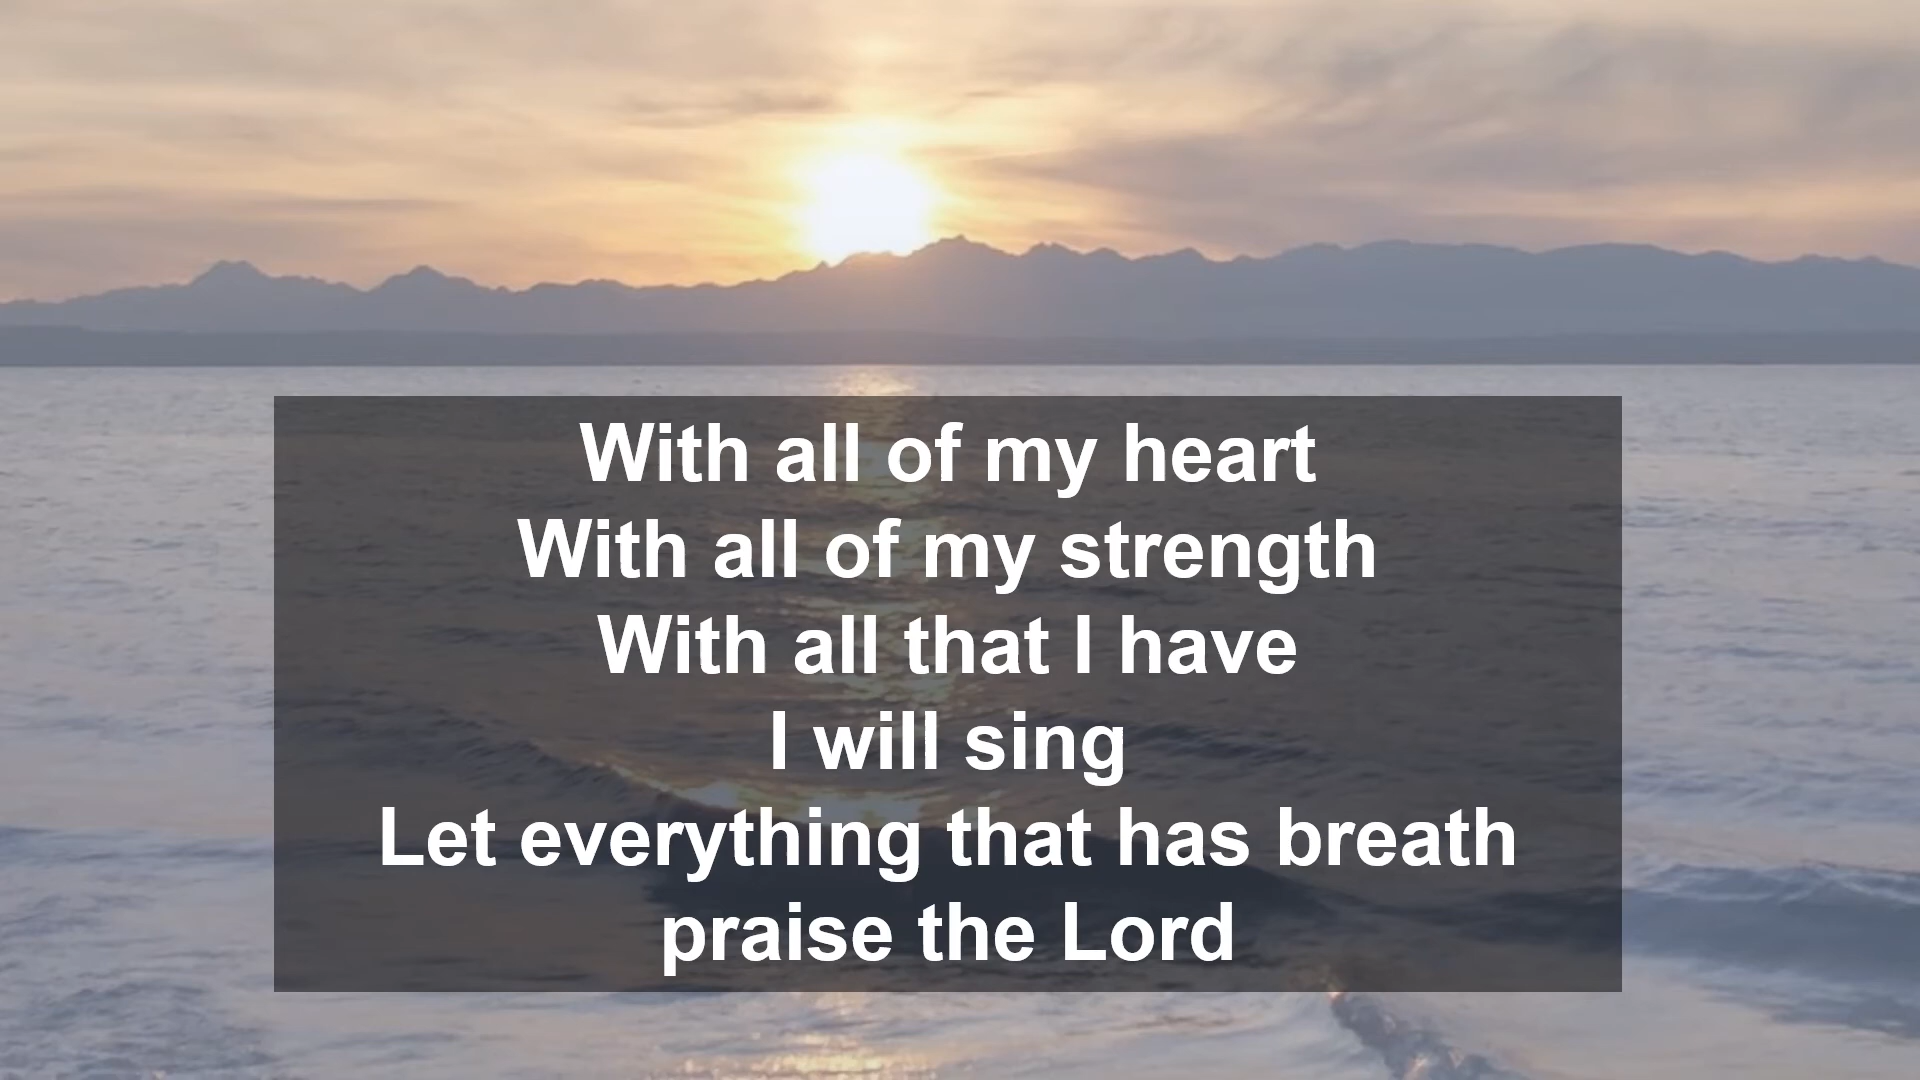 With all of my heart
With all of my strength
With all that I have
I will sing
Let everything that has breath
praise the Lord